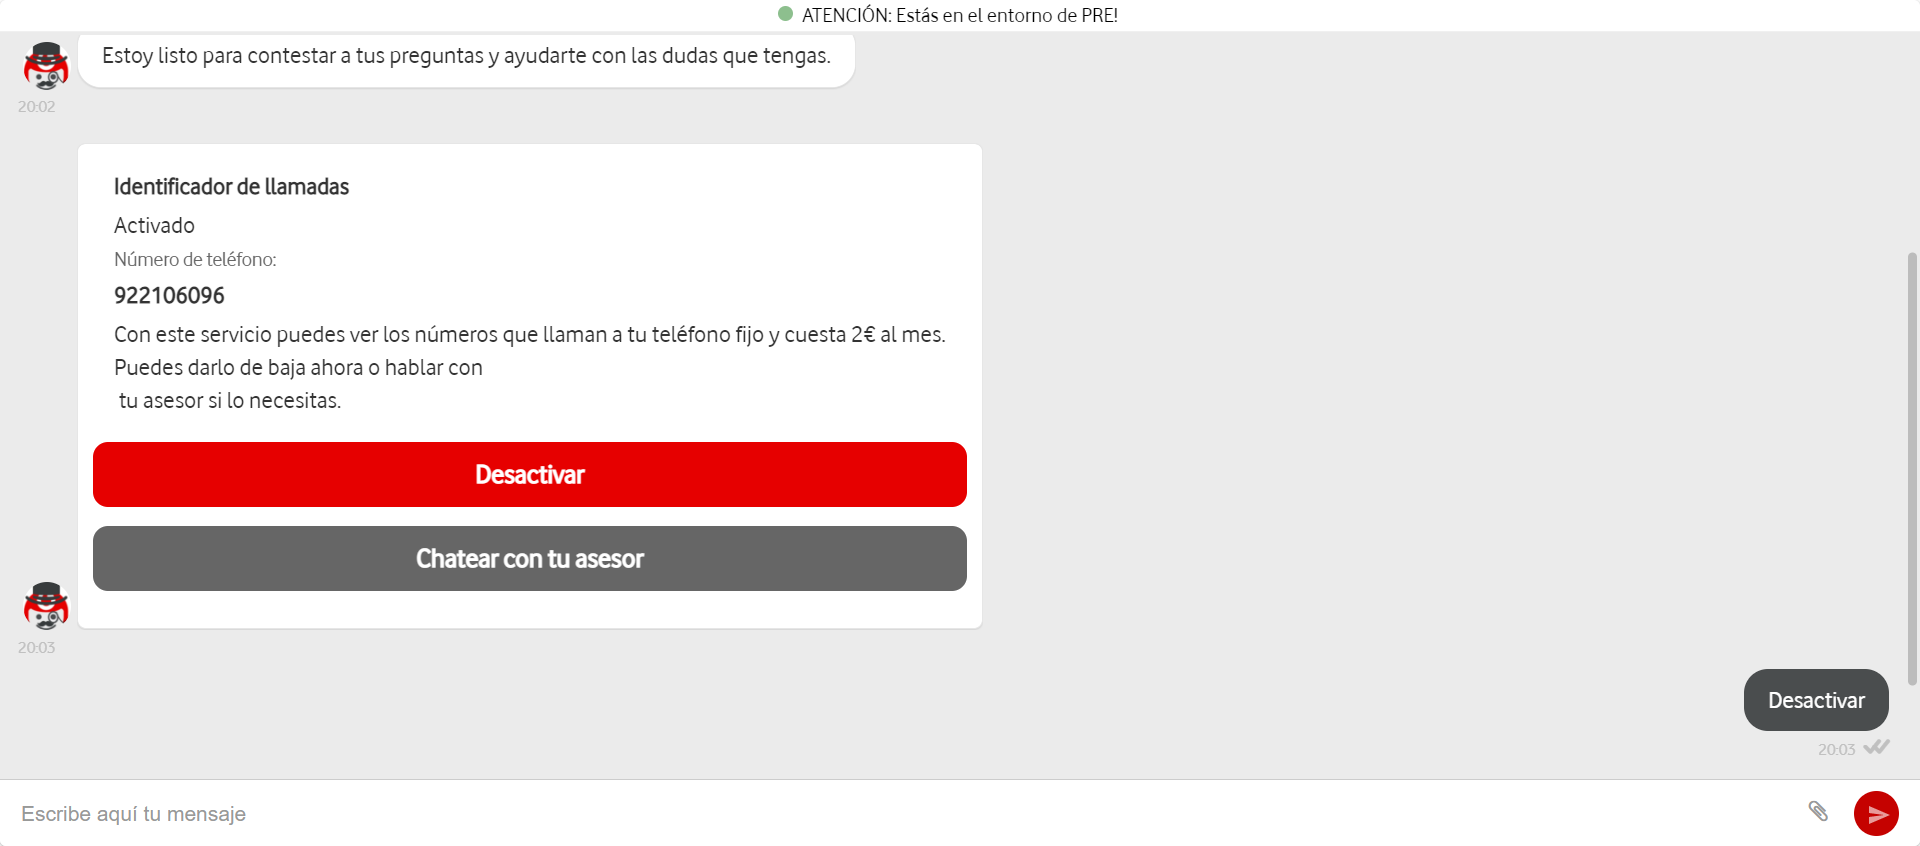 ATENCIÓN: Estás en el entorno de PRE!
Estoy listo para contestar a tus preguntas y ayudarte con las dudas que tengas.
20:02
Identificador de llamadas
Activado
Número de teléfono:
922106096
Con este servicio puedes ver los números que llaman a tu teléfono fijo y cuesta 2€ al mes.
Puedes darlo de baja ahora o hablar con
tu asesor si lo necesitas.
Desactivar
Chatear con tu asesor
20:03
Desactivar
20:03
Escribe aquí tu mensaje